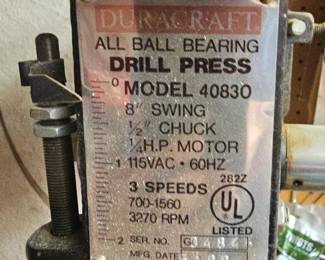 DURACRAFT
ALL BALL BEARING
DRILL PRESS
0 MODEL 40830
8" SWING
½" CHUCK
¼ H.P. MOTOR
1 115VAC • 60HZ
3 SPEEDS 282Z
700-1560 UL
3270 RPM LISTED
2 SER. NO.
MFG. DATE